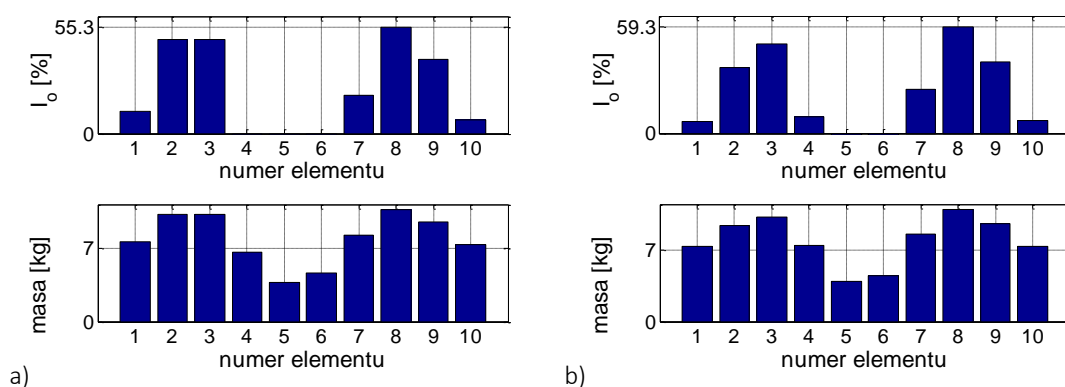 55.3
I_o [%]
0
1 2 3 4 5 6 7 8 9 10
numer elementu
masa [kg]
7
0
1 2 3 4 5 6 7 8 9 10
numer elementu
a)
59.3
I_o [%]
0
1 2 3 4 5 6 7 8 9 10
numer elementu
masa [kg]
7
0
1 2 3 4 5 6 7 8 9 10
numer elementu
b)